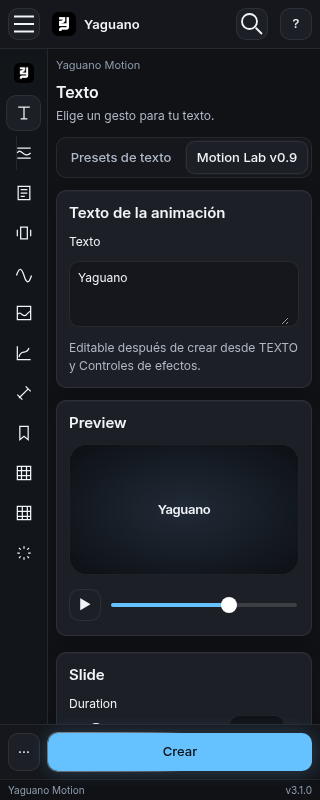 Yaguano
?
Yaguano Motion
Texto
Elige un gesto para tu texto.
Presets de texto
Motion Lab v0.9
Texto de la animación
Texto
Yaguano
Editable después de crear desde TEXTO
y Controles de efectos.
Preview
Yaguano
Slide
Duration
...
Crear
Yaguano Motion
v3.1.0